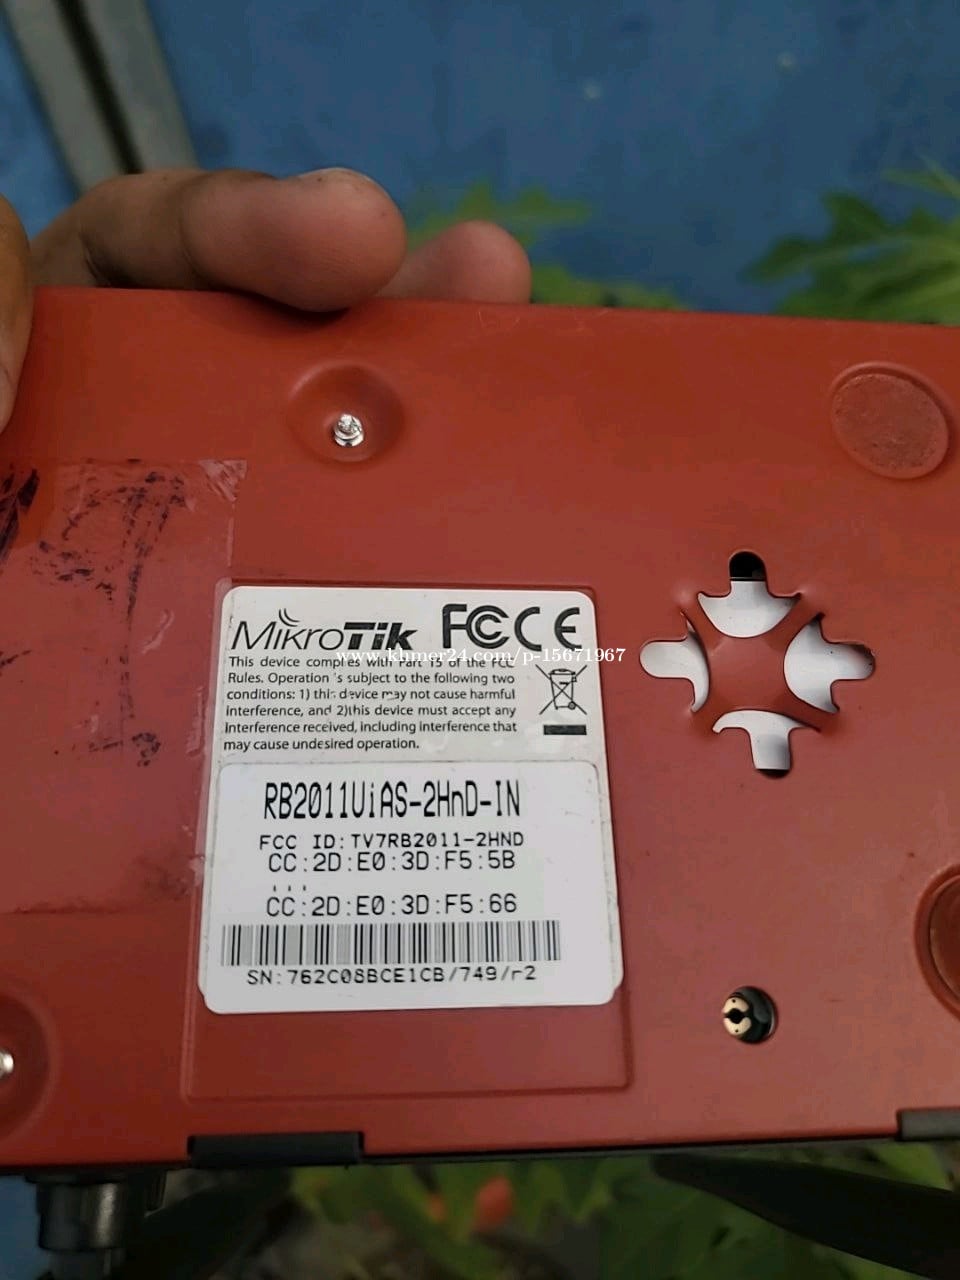 MikroTik FCC CE
www.khmer24.com/p-15671967
This device complies with Part 15 of the FCC
Rules. Operation is subject to the following two
conditions: 1) this device may not cause harmful
interference, and 2)this device must accept any
interference received, including interference that
may cause undesired operation.
RB2011UiAS-2HnD-IN
FCC ID:TV7RB2011-2HND
CC:2D:E0:3D:F5:5B
...
CC:2D:E0:3D:F5:66
SN:762C08BCE1CB/749/r2